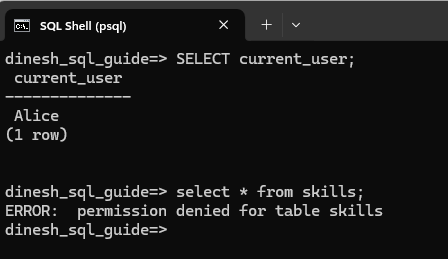 SQL Shell (psql)
dinesh_sql_guide=> SELECT current_user;
 current_user
--------------
 Alice
(1 row)
dinesh_sql_guide=> select * from skills;
ERROR:  permission denied for table skills
dinesh_sql_guide=>